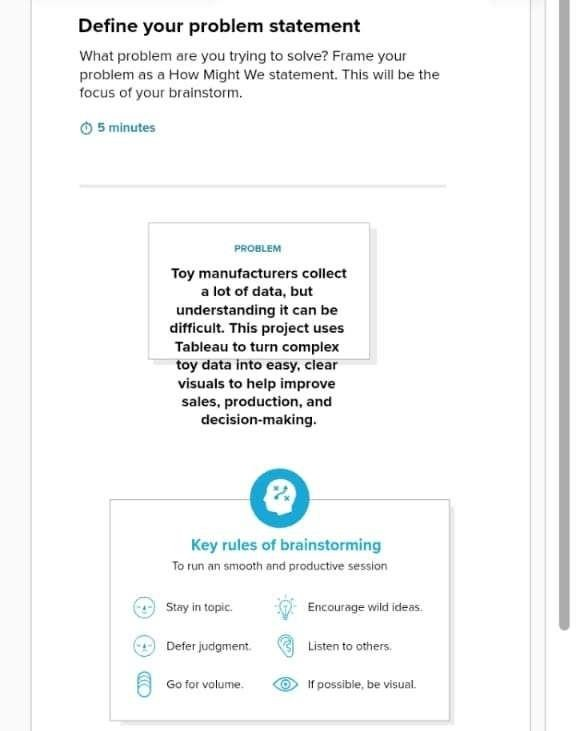 Define your problem statement
What problem are you trying to solve? Frame your
problem as a How Might We statement. This will be the
focus of your brainstorm.
5 minutes
PROBLEM
Toy manufacturers collect
a lot of data, but
understanding it can be
difficult. This project uses
Tableau to turn complex
toy data into easy, clear
visuals to help improve
sales, production, and
decision-making.
Key rules of brainstorming
To run an smooth and productive session
Stay in topic.
Encourage wild ideas.
Defer judgment.
Listen to others.
Go for volume.
If possible, be visual.